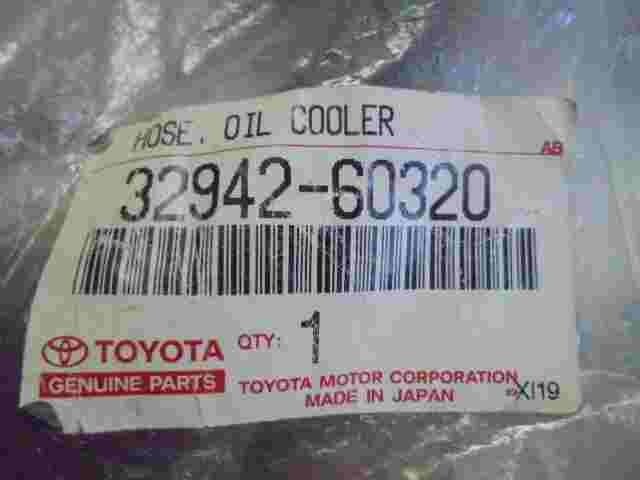 HOSE, OIL COOLER
AB
32942-60320
TOYOTA QTY: 1
GENUINE PARTS
TOYOTA MOTOR CORPORATION
MADE IN JAPAN
XI19